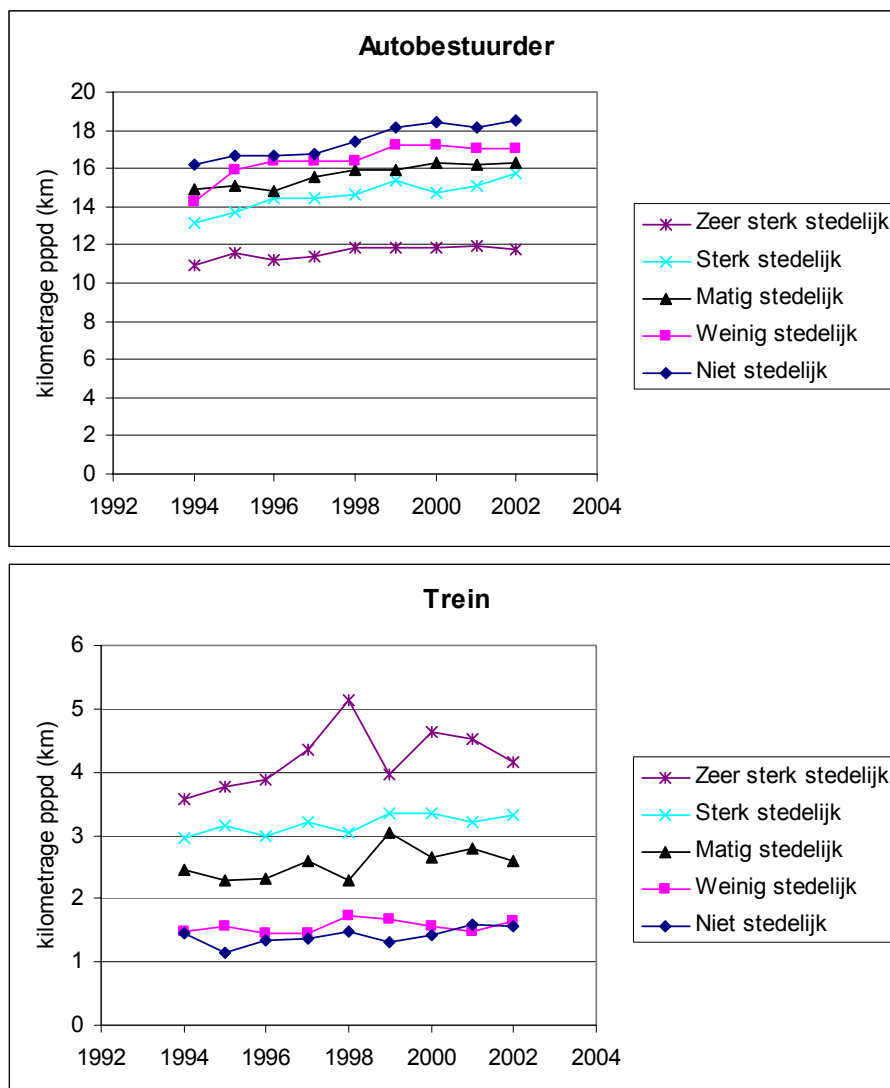 Autobestuurder
kilometrage pppd (km)
20
18
16
14
12
10
8
6
4
2
0
1992 1994 1996 1998 2000 2002 2004
Zeer sterk stedelijk
Sterk stedelijk
Matig stedelijk
Weinig stedelijk
Niet stedelijk
Trein
kilometrage pppd (km)
6
5
4
3
2
1
0
1992 1994 1996 1998 2000 2002 2004
Zeer sterk stedelijk
Sterk stedelijk
Matig stedelijk
Weinig stedelijk
Niet stedelijk